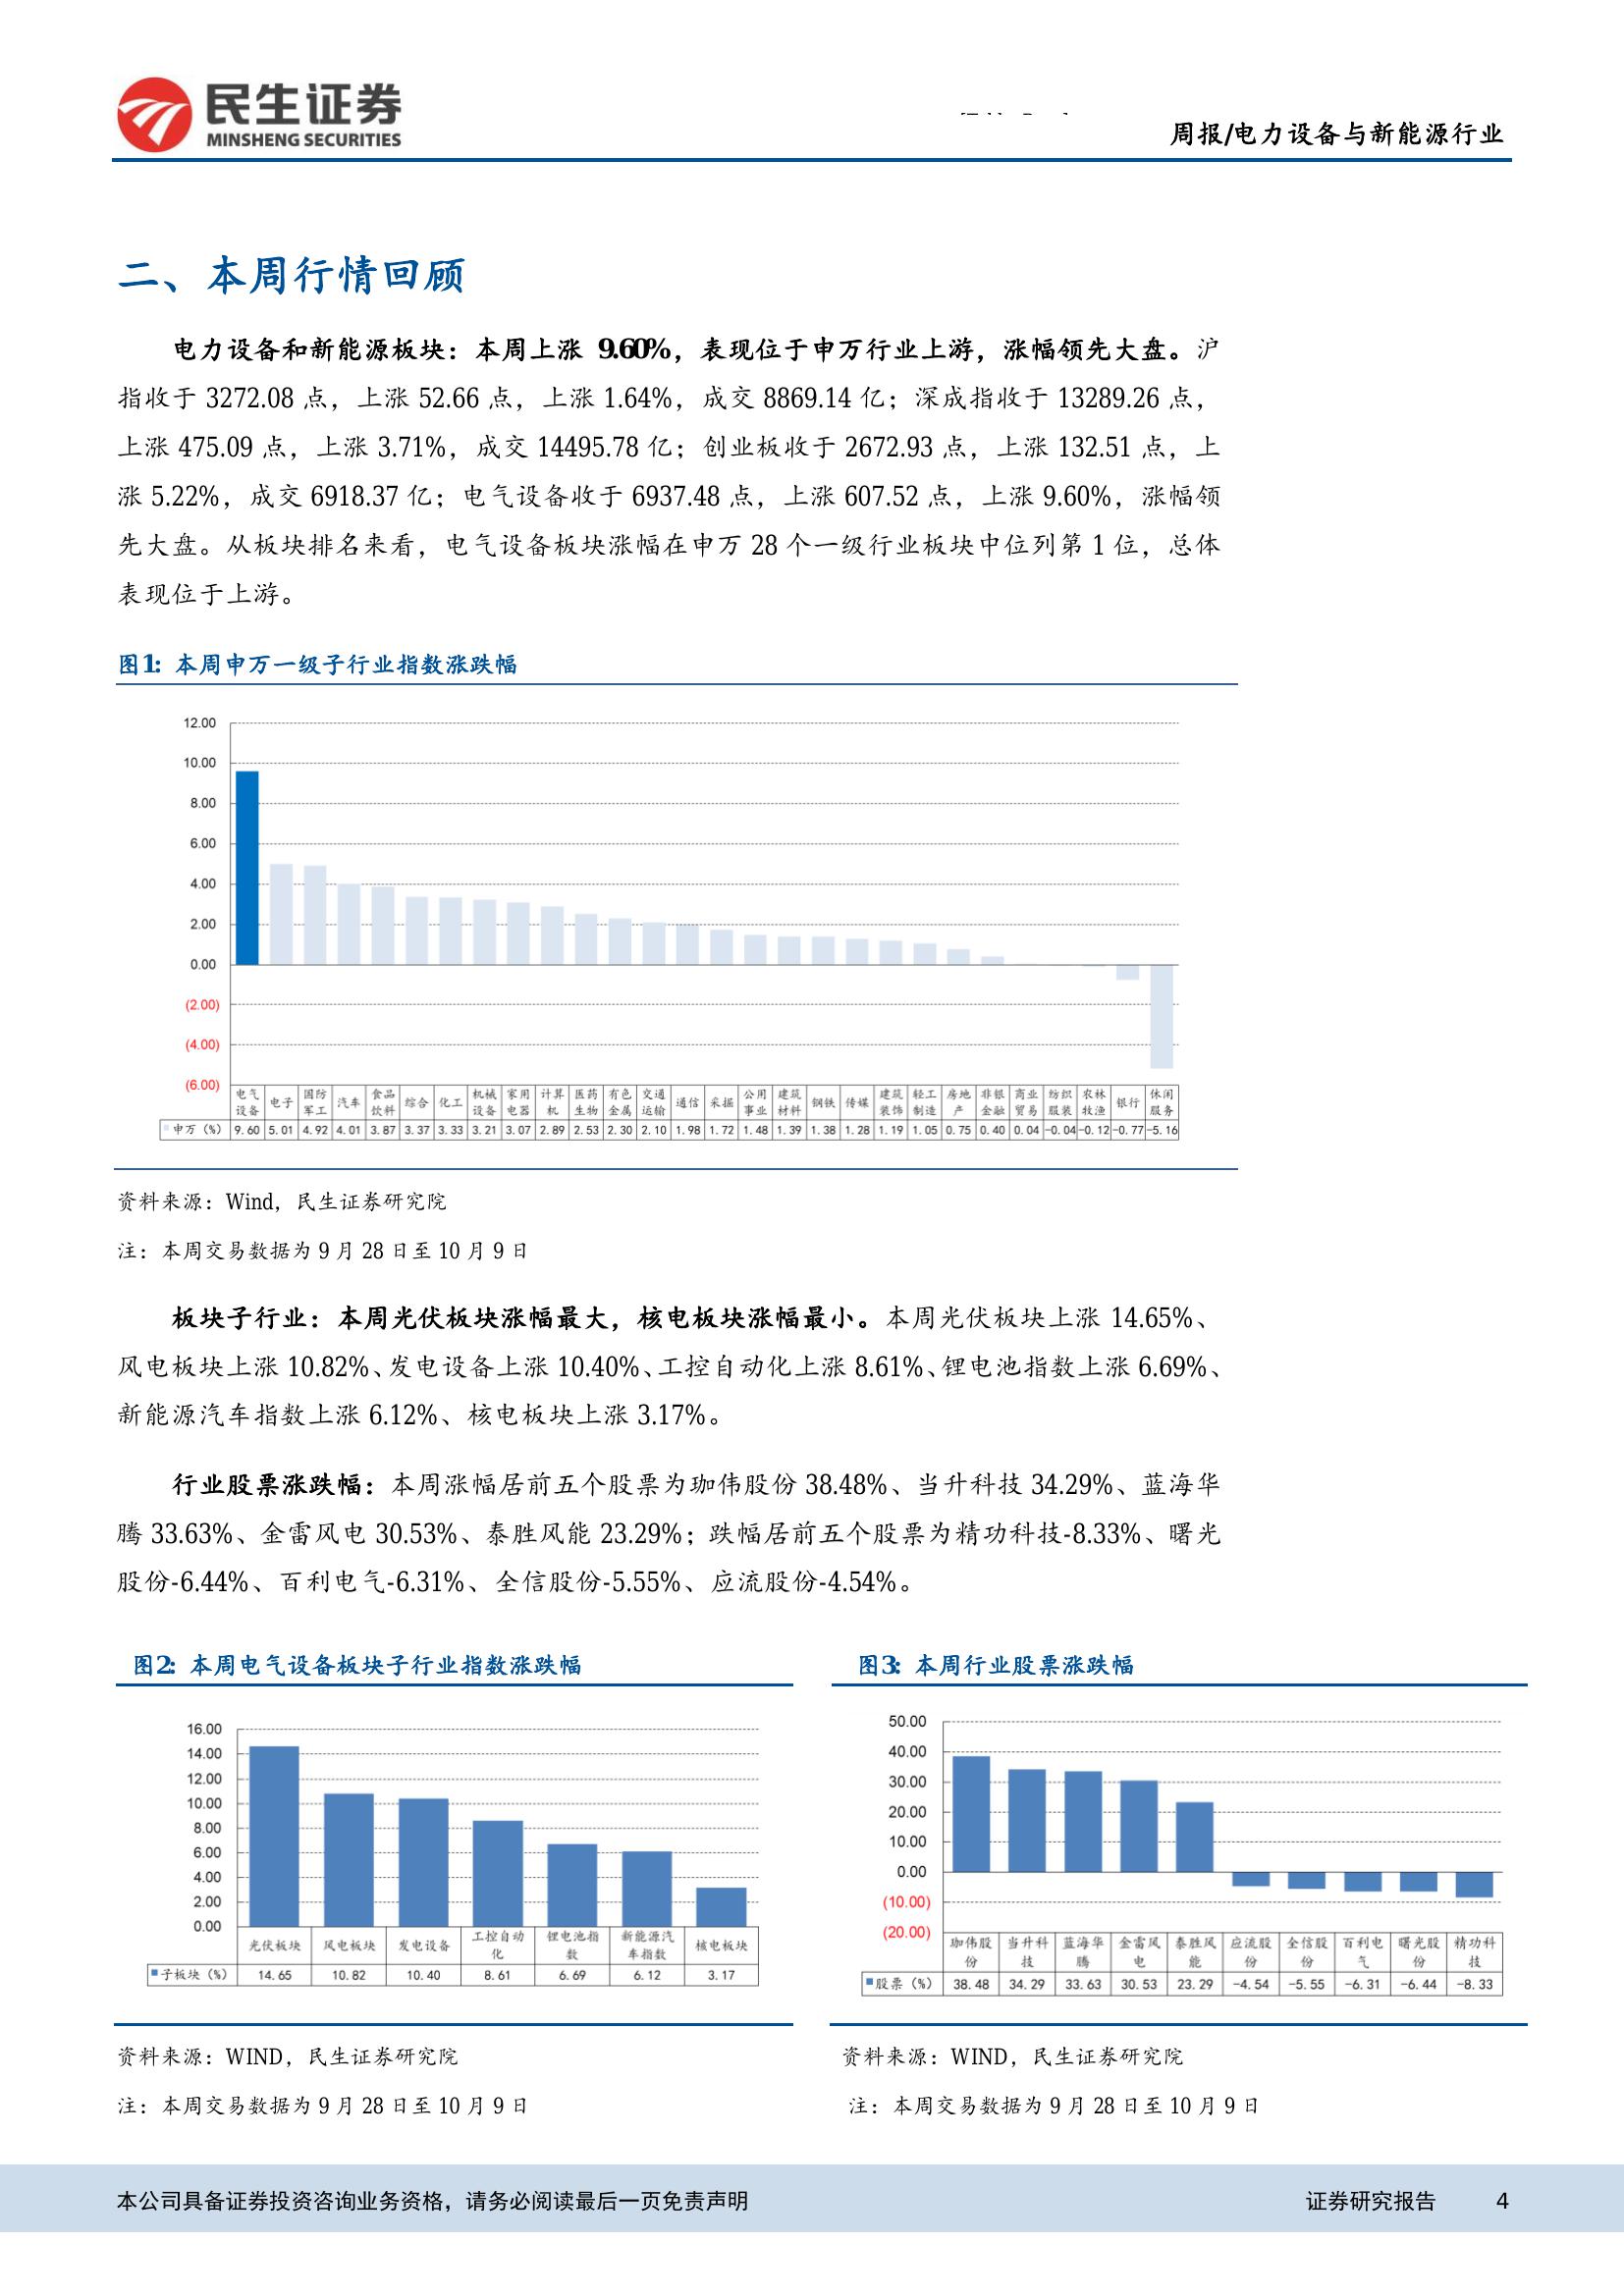 民生证券
MINSHENG SECURITIES
周报/电力设备与新能源行业
二、本周行情回顾
电力设备和新能源板块：本周上涨 9.60%，表现位于申万行业上游，涨幅领先大盘。沪
指收于 3272.08 点，上涨 52.66 点，上涨 1.64%，成交 8869.14 亿；深成指收于 13289.26 点，
上涨 475.09 点，上涨 3.71%，成交 14495.78 亿；创业板收于 2672.93 点，上涨 132.51 点，上
涨 5.22%，成交 6918.37 亿；电气设备收于 6937.48 点，上涨 607.52 点，上涨 9.60%，涨幅领
先大盘。从板块排名来看，电气设备板块涨幅在申万 28 个一级行业板块中位列第 1 位，总体
表现位于上游。
图1: 本周申万一级子行业指数涨跌幅
12.00
10.00
8.00
6.00
4.00
2.00
0.00
(2.00)
(4.00)
(6.00)
电气设备 电子 国防军工 汽车 食品饮料 综合 化工 机械设备 家用电器 计算机 医药生物 有色金属 交通运输 通信 采掘 公用事业 建筑材料 钢铁 传媒 建筑装饰 轻工制造 房地产 非银金融 商业贸易 纺织服装 农林牧渔 银行 休闲服务
申万（%） 9.60 5.01 4.92 4.01 3.87 3.37 3.33 3.21 3.07 2.89 2.53 2.30 2.10 1.98 1.72 1.48 1.39 1.38 1.28 1.19 1.05 0.75 0.40 0.04 -0.04 -0.12 -0.77 -5.16
资料来源：Wind，民生证券研究院
注：本周交易数据为 9 月 28 日至 10 月 9 日
板块子行业：本周光伏板块涨幅最大，核电板块涨幅最小。本周光伏板块上涨 14.65%、
风电板块上涨 10.82%、发电设备上涨 10.40%、工控自动化上涨 8.61%、锂电池指数上涨 6.69%、
新能源汽车指数上涨 6.12%、核电板块上涨 3.17%。
行业股票涨跌幅：本周涨幅居前五个股票为珈伟股份 38.48%、当升科技 34.29%、蓝海华
腾 33.63%、金雷风电 30.53%、泰胜风能 23.29%；跌幅居前五个股票为精功科技-8.33%、曙光
股份-6.44%、百利电气-6.31%、全信股份-5.55%、应流股份-4.54%。
图2: 本周电气设备板块子行业指数涨跌幅
16.00
14.00
12.00
10.00
8.00
6.00
4.00
2.00
0.00
光伏板块 风电板块 发电设备 工控自动化 锂电池指数 新能源汽车指数 核电板块
子板块（%） 14.65 10.82 10.40 8.61 6.69 6.12 3.17
资料来源：WIND，民生证券研究院
注：本周交易数据为 9 月 28 日至 10 月 9 日
图3: 本周行业股票涨跌幅
50.00
40.00
30.00
20.00
10.00
0.00
(10.00)
(20.00)
珈伟股份 当升科技 蓝海华腾 金雷风电 泰胜风能 应流股份 全信股份 百利电气 曙光股份 精功科技
股票（%） 38.48 34.29 33.63 30.53 23.29 -4.54 -5.55 -6.31 -6.44 -8.33
资料来源：WIND，民生证券研究院
注：本周交易数据为 9 月 28 日至 10 月 9 日
本公司具备证券投资咨询业务资格，请务必阅读最后一页免责声明
证券研究报告 4